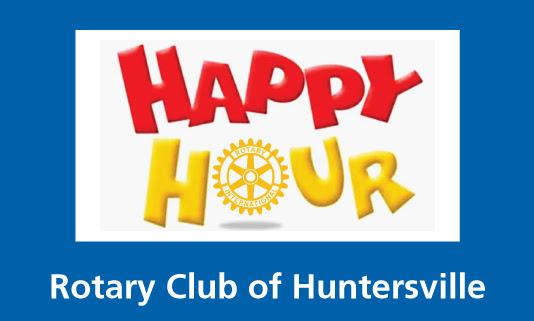 HAPPY
HOUR
ROTARY
INTERNATIONAL
Rotary Club of Huntersville